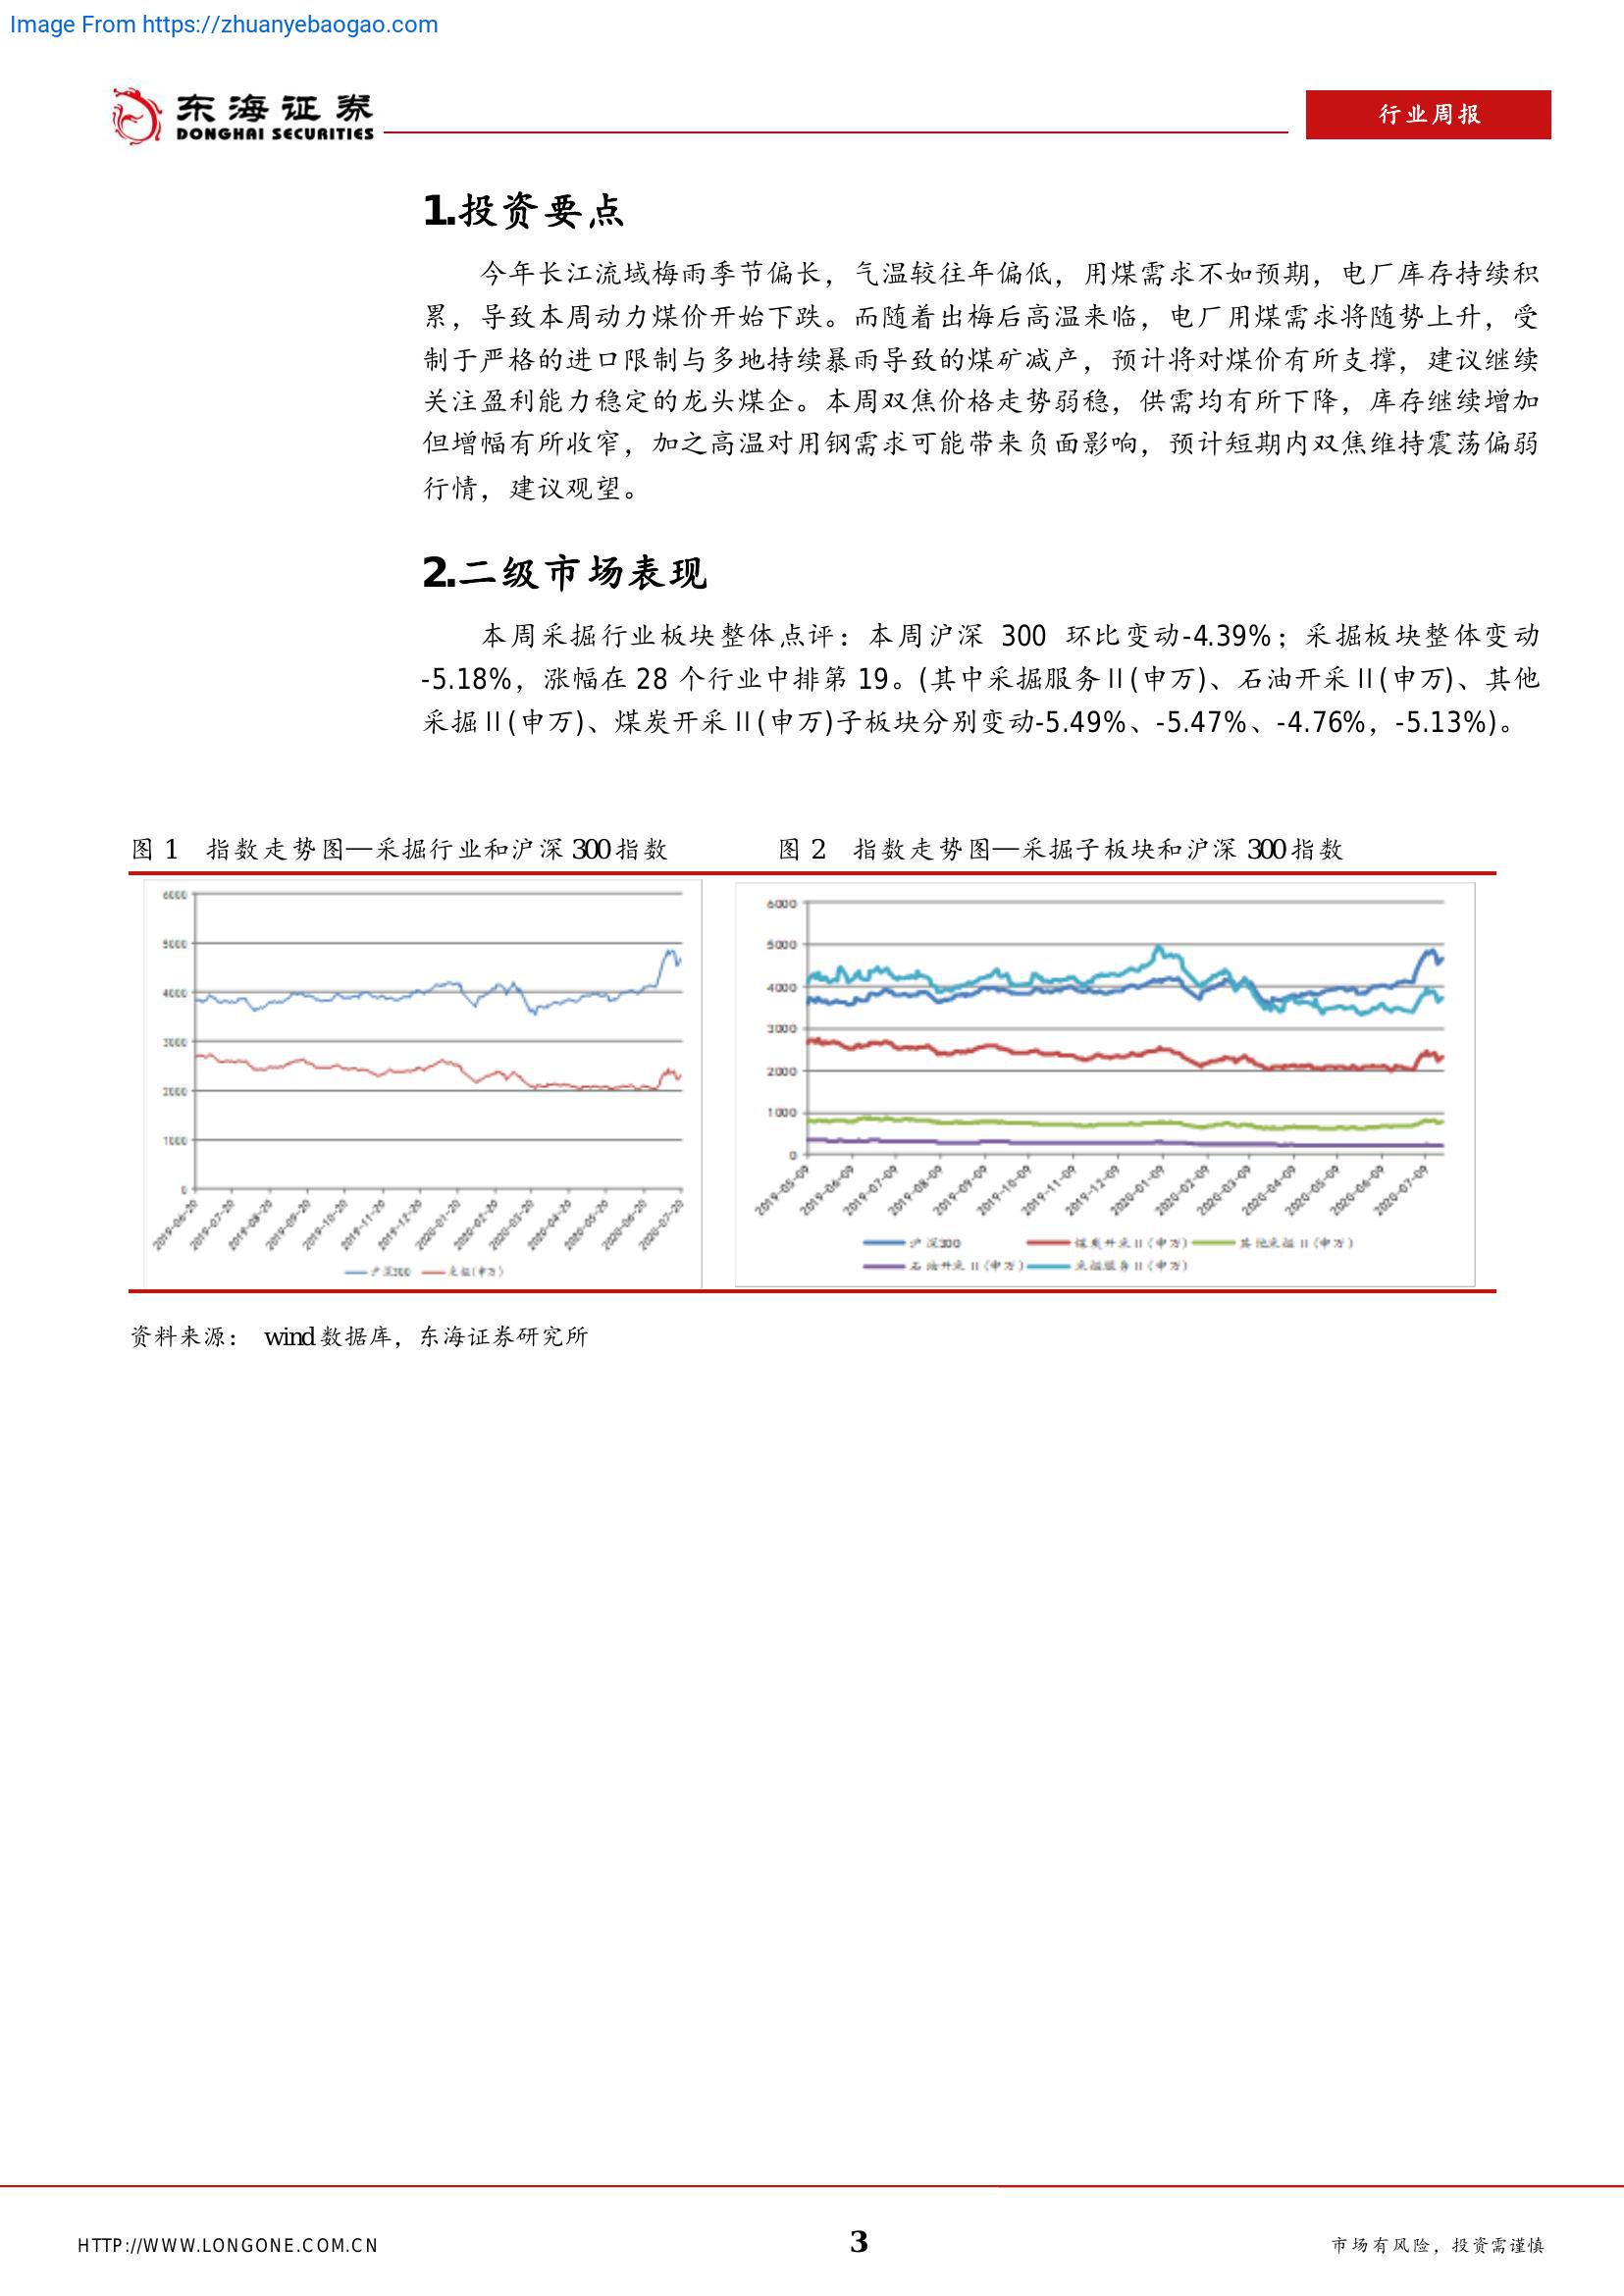 Image From https://zhuanyebaogao.com
东海证券
DONGHAI SECURITIES
行业周报
1.投资要点
今年长江流域梅雨季节偏长，气温较往年偏低，用煤需求不如预期，电厂库存持续积
累，导致本周动力煤价开始下跌。而随着出梅后高温来临，电厂用煤需求将随势上升，受
制于严格的进口限制与多地持续暴雨导致的煤矿减产，预计将对煤价有所支撑，建议继续
关注盈利能力稳定的龙头煤企。本周双焦价格走势弱稳，供需均有所下降，库存继续增加
但增幅有所收窄，加之高温对用钢需求可能带来负面影响，预计短期内双焦维持震荡偏弱
行情，建议观望。
2.二级市场表现
本周采掘行业板块整体点评：本周沪深 300 环比变动-4.39%；采掘板块整体变动
-5.18%，涨幅在 28 个行业中排第 19。(其中采掘服务Ⅱ(申万)、石油开采Ⅱ(申万)、其他
采掘Ⅱ(申万)、煤炭开采Ⅱ(申万)子板块分别变动-5.49%、-5.47%、-4.76%，-5.13%)。
图 1 指数走势图—采掘行业和沪深 300 指数
图 2 指数走势图—采掘子板块和沪深 300 指数
6000
5000
4000
3000
2000
1000
0
2019-06-20
2019-07-20
2019-08-20
2019-09-20
2019-10-20
2019-11-20
2019-12-20
2020-01-20
2020-02-20
2020-03-20
2020-04-20
2020-05-20
2020-06-20
2020-07-20
沪深300 采掘(申万)
6000
5000
4000
3000
2000
1000
0
2019-05-09
2019-06-09
2019-07-09
2019-08-09
2019-09-09
2019-10-09
2019-11-09
2019-12-09
2020-01-09
2020-02-09
2020-03-09
2020-04-09
2020-05-09
2020-06-09
2020-07-09
沪深300 煤炭开采Ⅱ(申万) 其他采掘Ⅱ(申万)
石油开采Ⅱ(申万) 采掘服务Ⅱ(申万)
资料来源： wind 数据库，东海证券研究所
HTTP://WWW.LONGONE.COM.CN
3
市场有风险，投资需谨慎